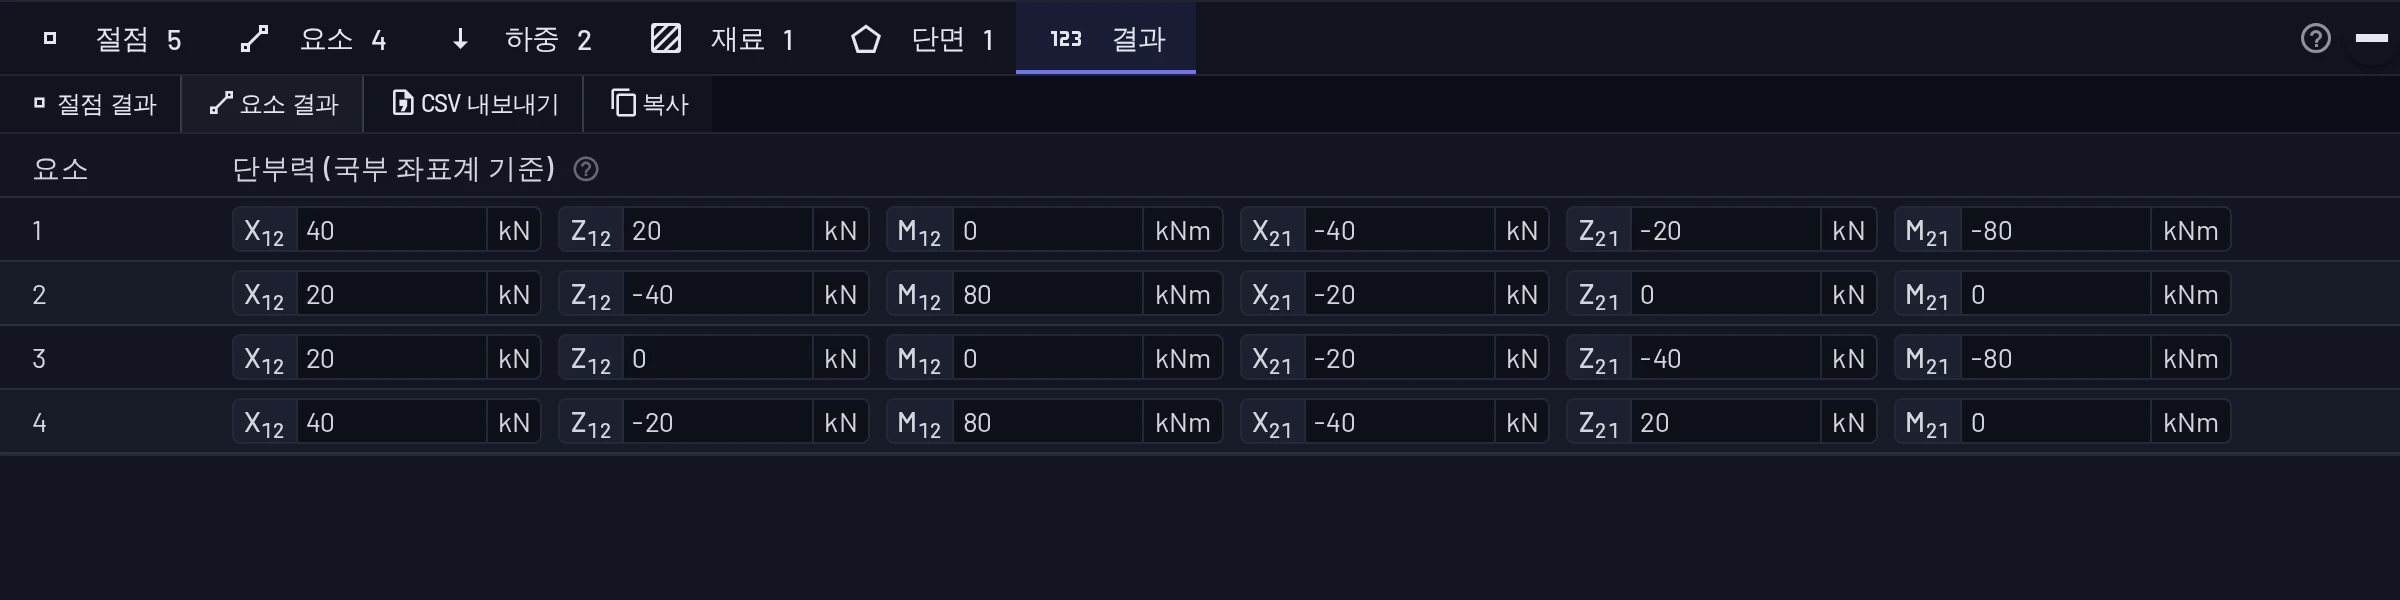 절점 5 요소 4 하중 2 재료 1 단면 1 123 결과
절점 결과 요소 결과 CSV 내보내기 복사
요소 단부력 (국부 좌표계 기준) ?
1 X12 40 kN Z12 20 kN M12 0 kNm X21 -40 kN Z21 -20 kN M21 -80 kNm
2 X12 20 kN Z12 -40 kN M12 80 kNm X21 -20 kN Z21 0 kN M21 0 kNm
3 X12 20 kN Z12 0 kN M12 0 kNm X21 -20 kN Z21 -40 kN M21 -80 kNm
4 X12 40 kN Z12 -20 kN M12 80 kNm X21 -40 kN Z21 20 kN M21 0 kNm